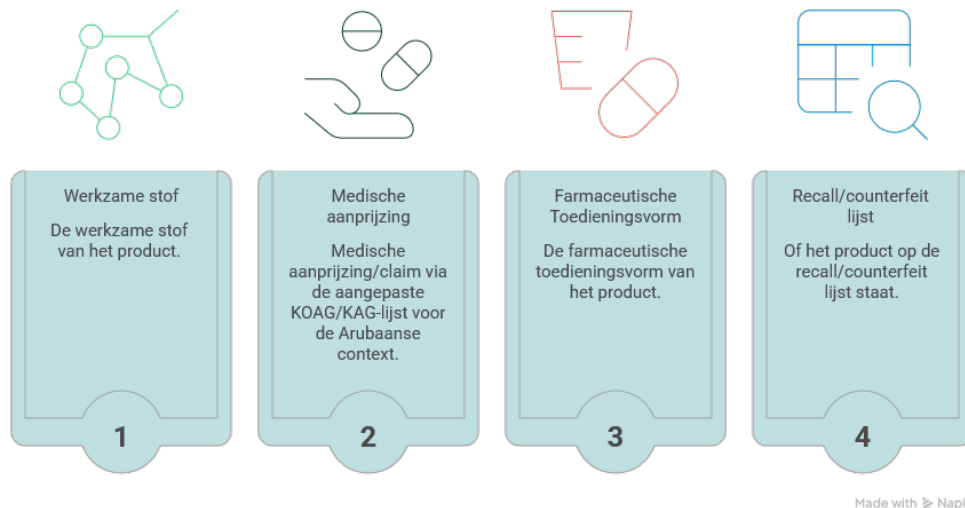 Werkzame stof
De werkzame stof
van het product.
1
Medische
aanprijzing
Medische
aanprijzing/claim via
de aangepaste
KOAG/KAG-lijst voor
de Arubaanse
context.
2
Farmaceutische
Toedieningsvorm
De farmaceutische
toedieningsvorm van
het product.
3
Recall/counterfeit
lijst
Of het product op de
recall/counterfeit
lijst staat.
4
Made with